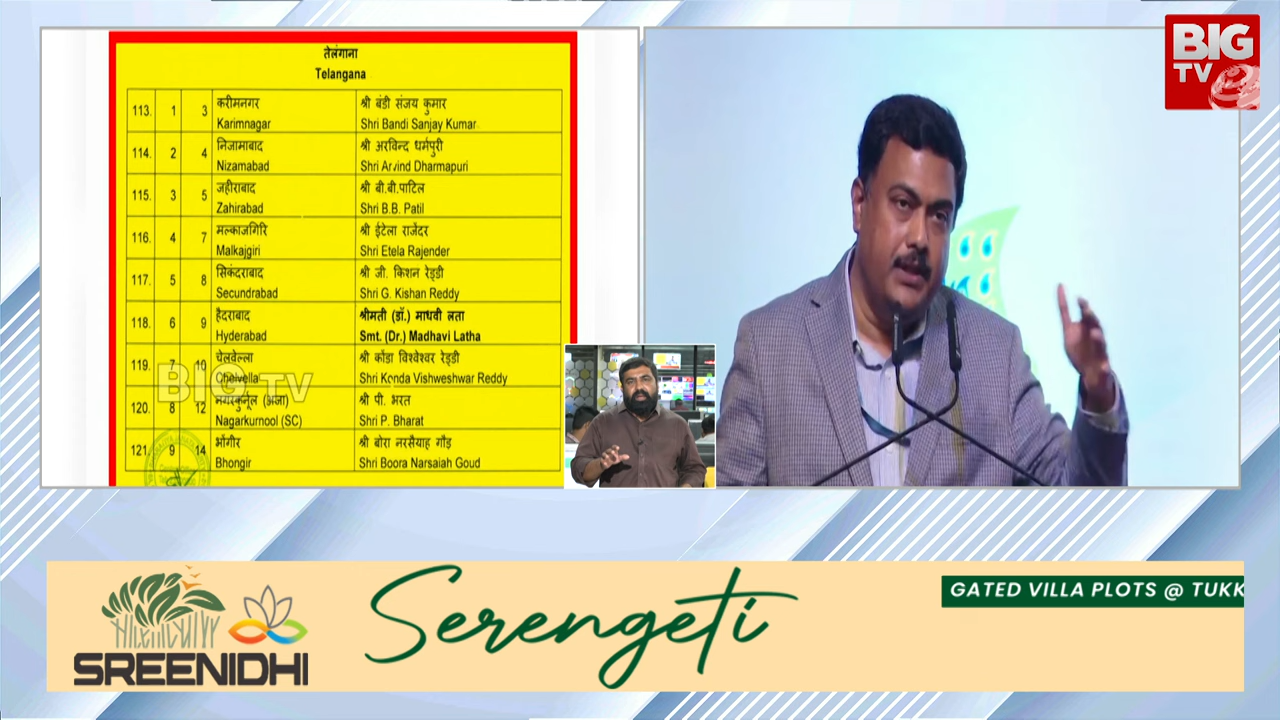 तेलंगाना
Telangana
113. 1 3 करीमनगर श्री बंडी संजय कुमार
Karimnagar Shri Bandi Sanjay Kumar
114. 2 4 निजामाबाद श्री अरविन्द धर्मपुरी
Nizamabad Shri Arvind Dharmapuri
115. 3 5 जहीराबाद श्री बी.बी.पाटिल
Zahirabad Shri B.B. Patil
116. 4 7 मल्काजगिरि श्री ईटेला राजेंदर
Malkajgiri Shri Etela Rajender
117. 5 8 सिकंदराबाद श्री जी. किशन रेड्डी
Secundrabad Shri G. Kishan Reddy
118. 6 9 हैदराबाद श्रीमती (डॉ.) माधवी लता
Hyderabad Smt. (Dr.) Madhavi Latha
119. 7 10 चेलवेल्ला श्री कोंडा विश्वेश्वर रेड्डी
Chelvella Shri Konda Vishweshwar Reddy
120. 8 12 नगरकुर्नूल (अजा) श्री पी. भरत
Nagarkurnool (SC) Shri P. Bharat
121. 9 14 भोंगीर श्री बोरा नरसैयाह गौड़
Bhongir Shri Boora Narsaiah Goud
BIG TV
BIG
TV
SREENIDHI
Serengeti
GATED VILLA PLOTS @ TUKK